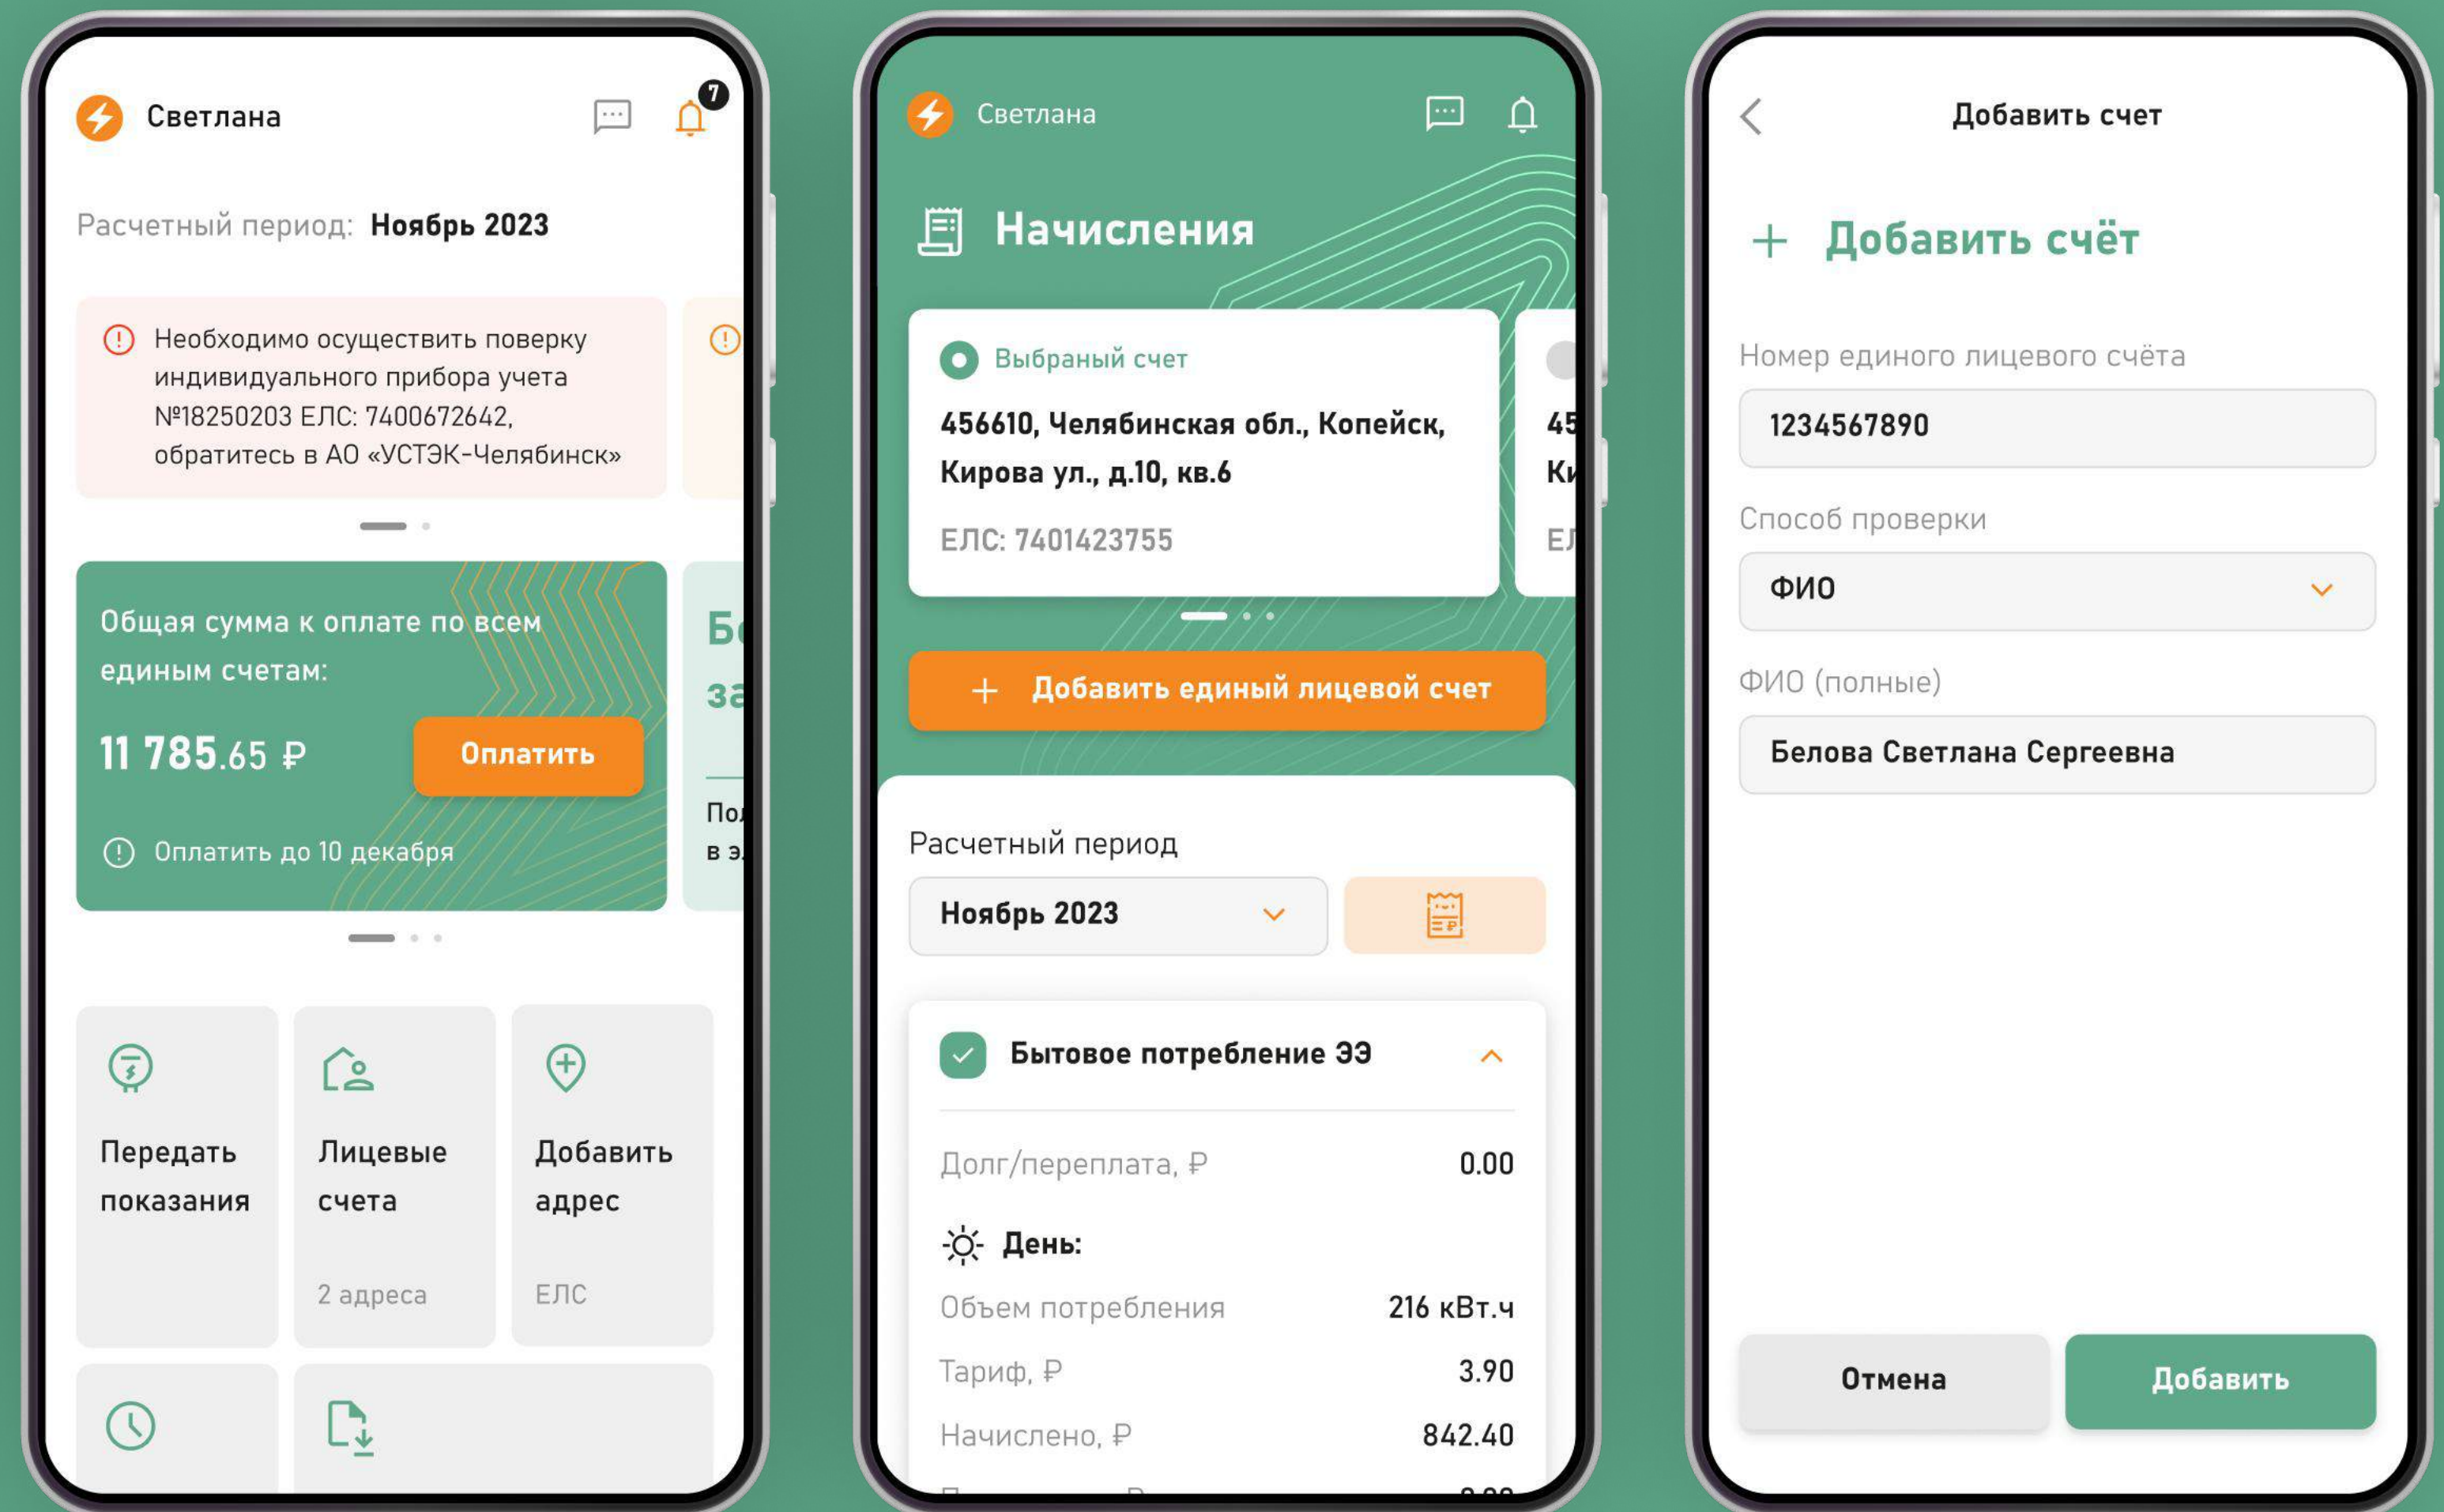 Светлана
7
Расчетный период: Ноябрь 2023
Необходимо осуществить поверку
индивидуального прибора учета
№18250203 ЕЛС: 7400672642,
обратитесь в АО «УСТЭК-Челябинск»
Общая сумма к оплате по всем
единым счетам:
11 785.65 ₽
Оплатить
Оплатить до 10 декабря
Передать
показания
Лицевые
счета
2 адреса
Добавить
адрес
ЕЛС
Светлана
Начисления
Выбраный счет
456610, Челябинская обл., Копейск,
Кирова ул., д.10, кв.6
ЕЛС: 7401423755
+ Добавить единый лицевой счет
Расчетный период
Ноябрь 2023
Бытовое потребление ЭЭ
Долг/переплата, ₽ 0.00
День:
Объем потребления 216 кВт.ч
Тариф, ₽ 3.90
Начислено, ₽ 842.40
Добавить счет
+ Добавить счёт
Номер единого лицевого счёта
1234567890
Способ проверки
ФИО
ФИО (полные)
Белова Светлана Сергеевна
Отмена
Добавить